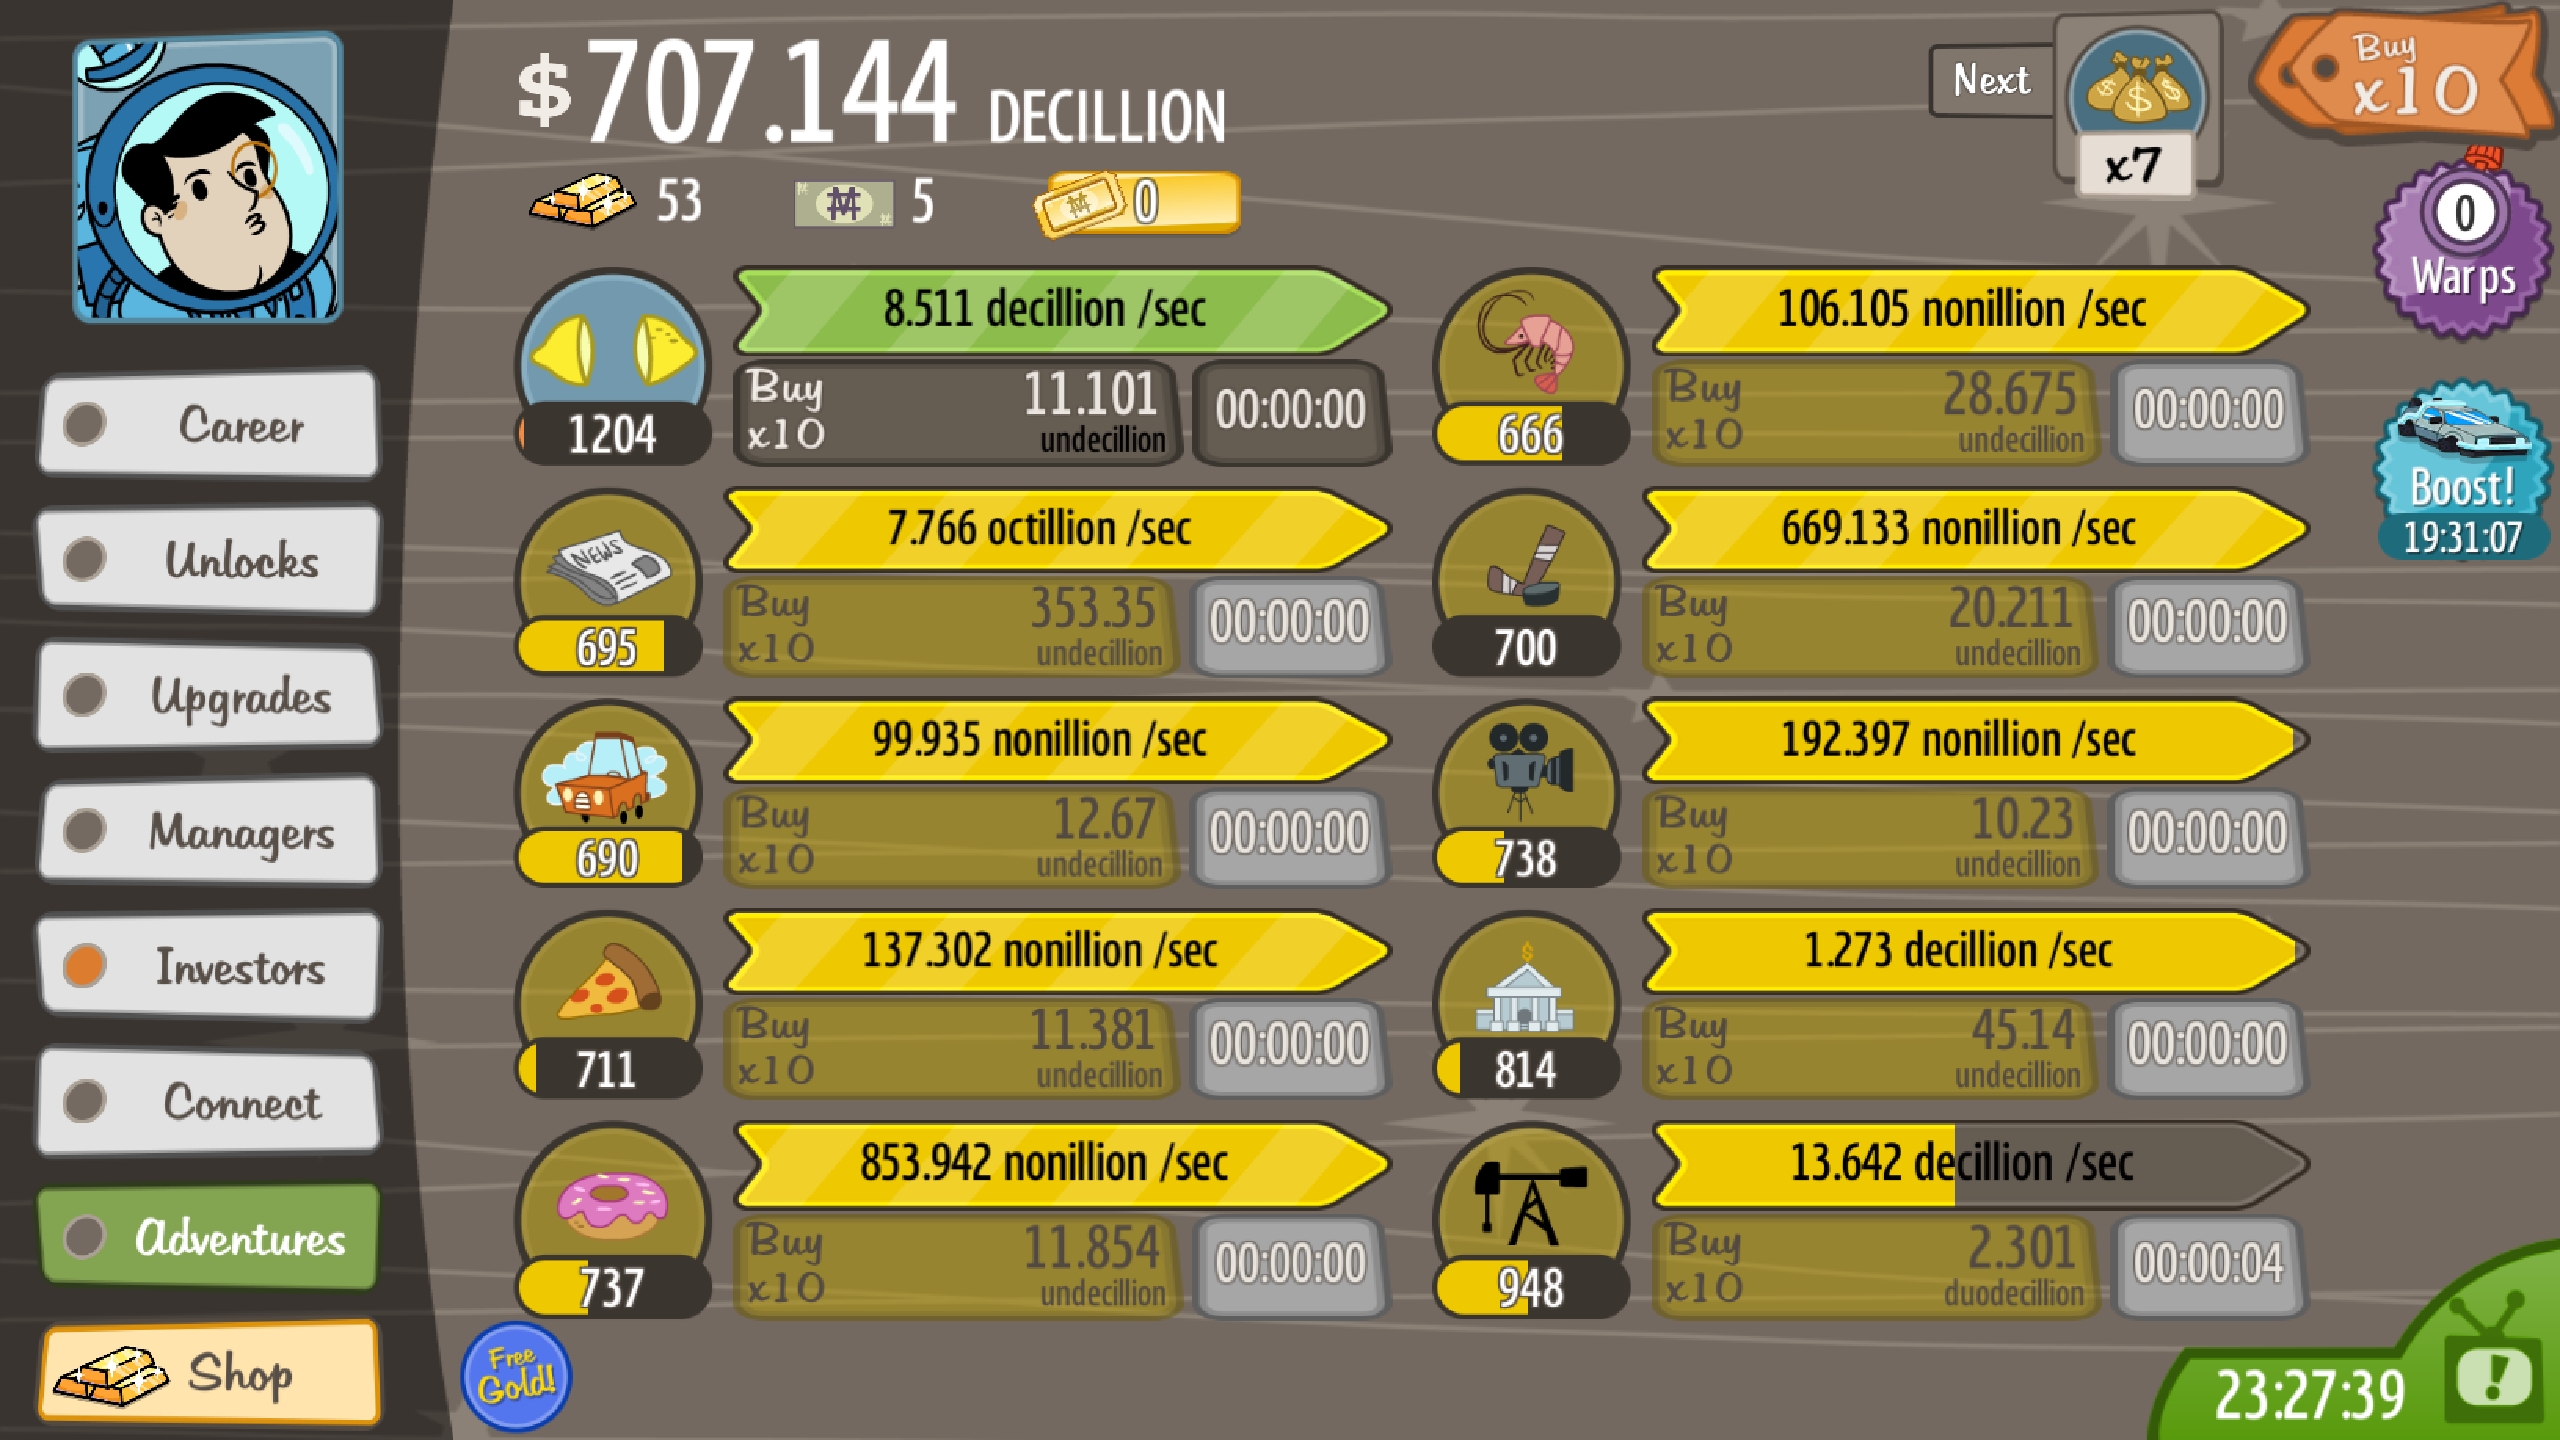 $707.144 DECILLION
53 5 0
Next
x7
Buy
x10
0
Warps
Boost!
19:31:07
Career
Unlocks
Upgrades
Managers
Investors
Connect
Adventures
Shop
8.511 decillion /sec
1204
Buy
x10
11.101
undecillion
00:00:00
106.105 nonillion /sec
666
Buy
x10
28.675
undecillion
00:00:00
NEWS
7.766 octillion /sec
695
Buy
x10
353.35
undecillion
00:00:00
669.133 nonillion /sec
700
Buy
x10
20.211
undecillion
00:00:00
99.935 nonillion /sec
690
Buy
x10
12.67
undecillion
00:00:00
192.397 nonillion /sec
738
Buy
x10
10.23
undecillion
00:00:00
137.302 nonillion /sec
711
Buy
x10
11.381
undecillion
00:00:00
1.273 decillion /sec
814
Buy
x10
45.14
undecillion
00:00:00
853.942 nonillion /sec
737
Buy
x10
11.854
undecillion
00:00:00
13.642 decillion /sec
948
Buy
x10
2.301
duodecillion
00:00:04
Free
Gold!
23:27:39